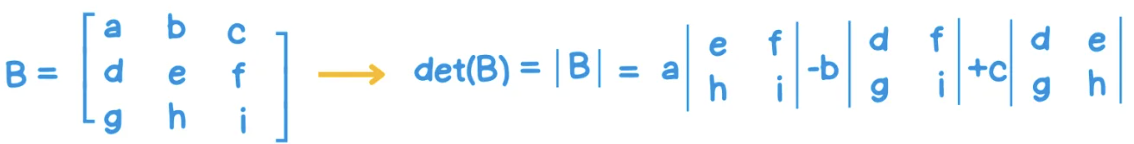 B = [ a b c
d e f
g h i ] → det(B) = |B| = a | e f
h i | -b | d f
g i | +c | d e
g h |